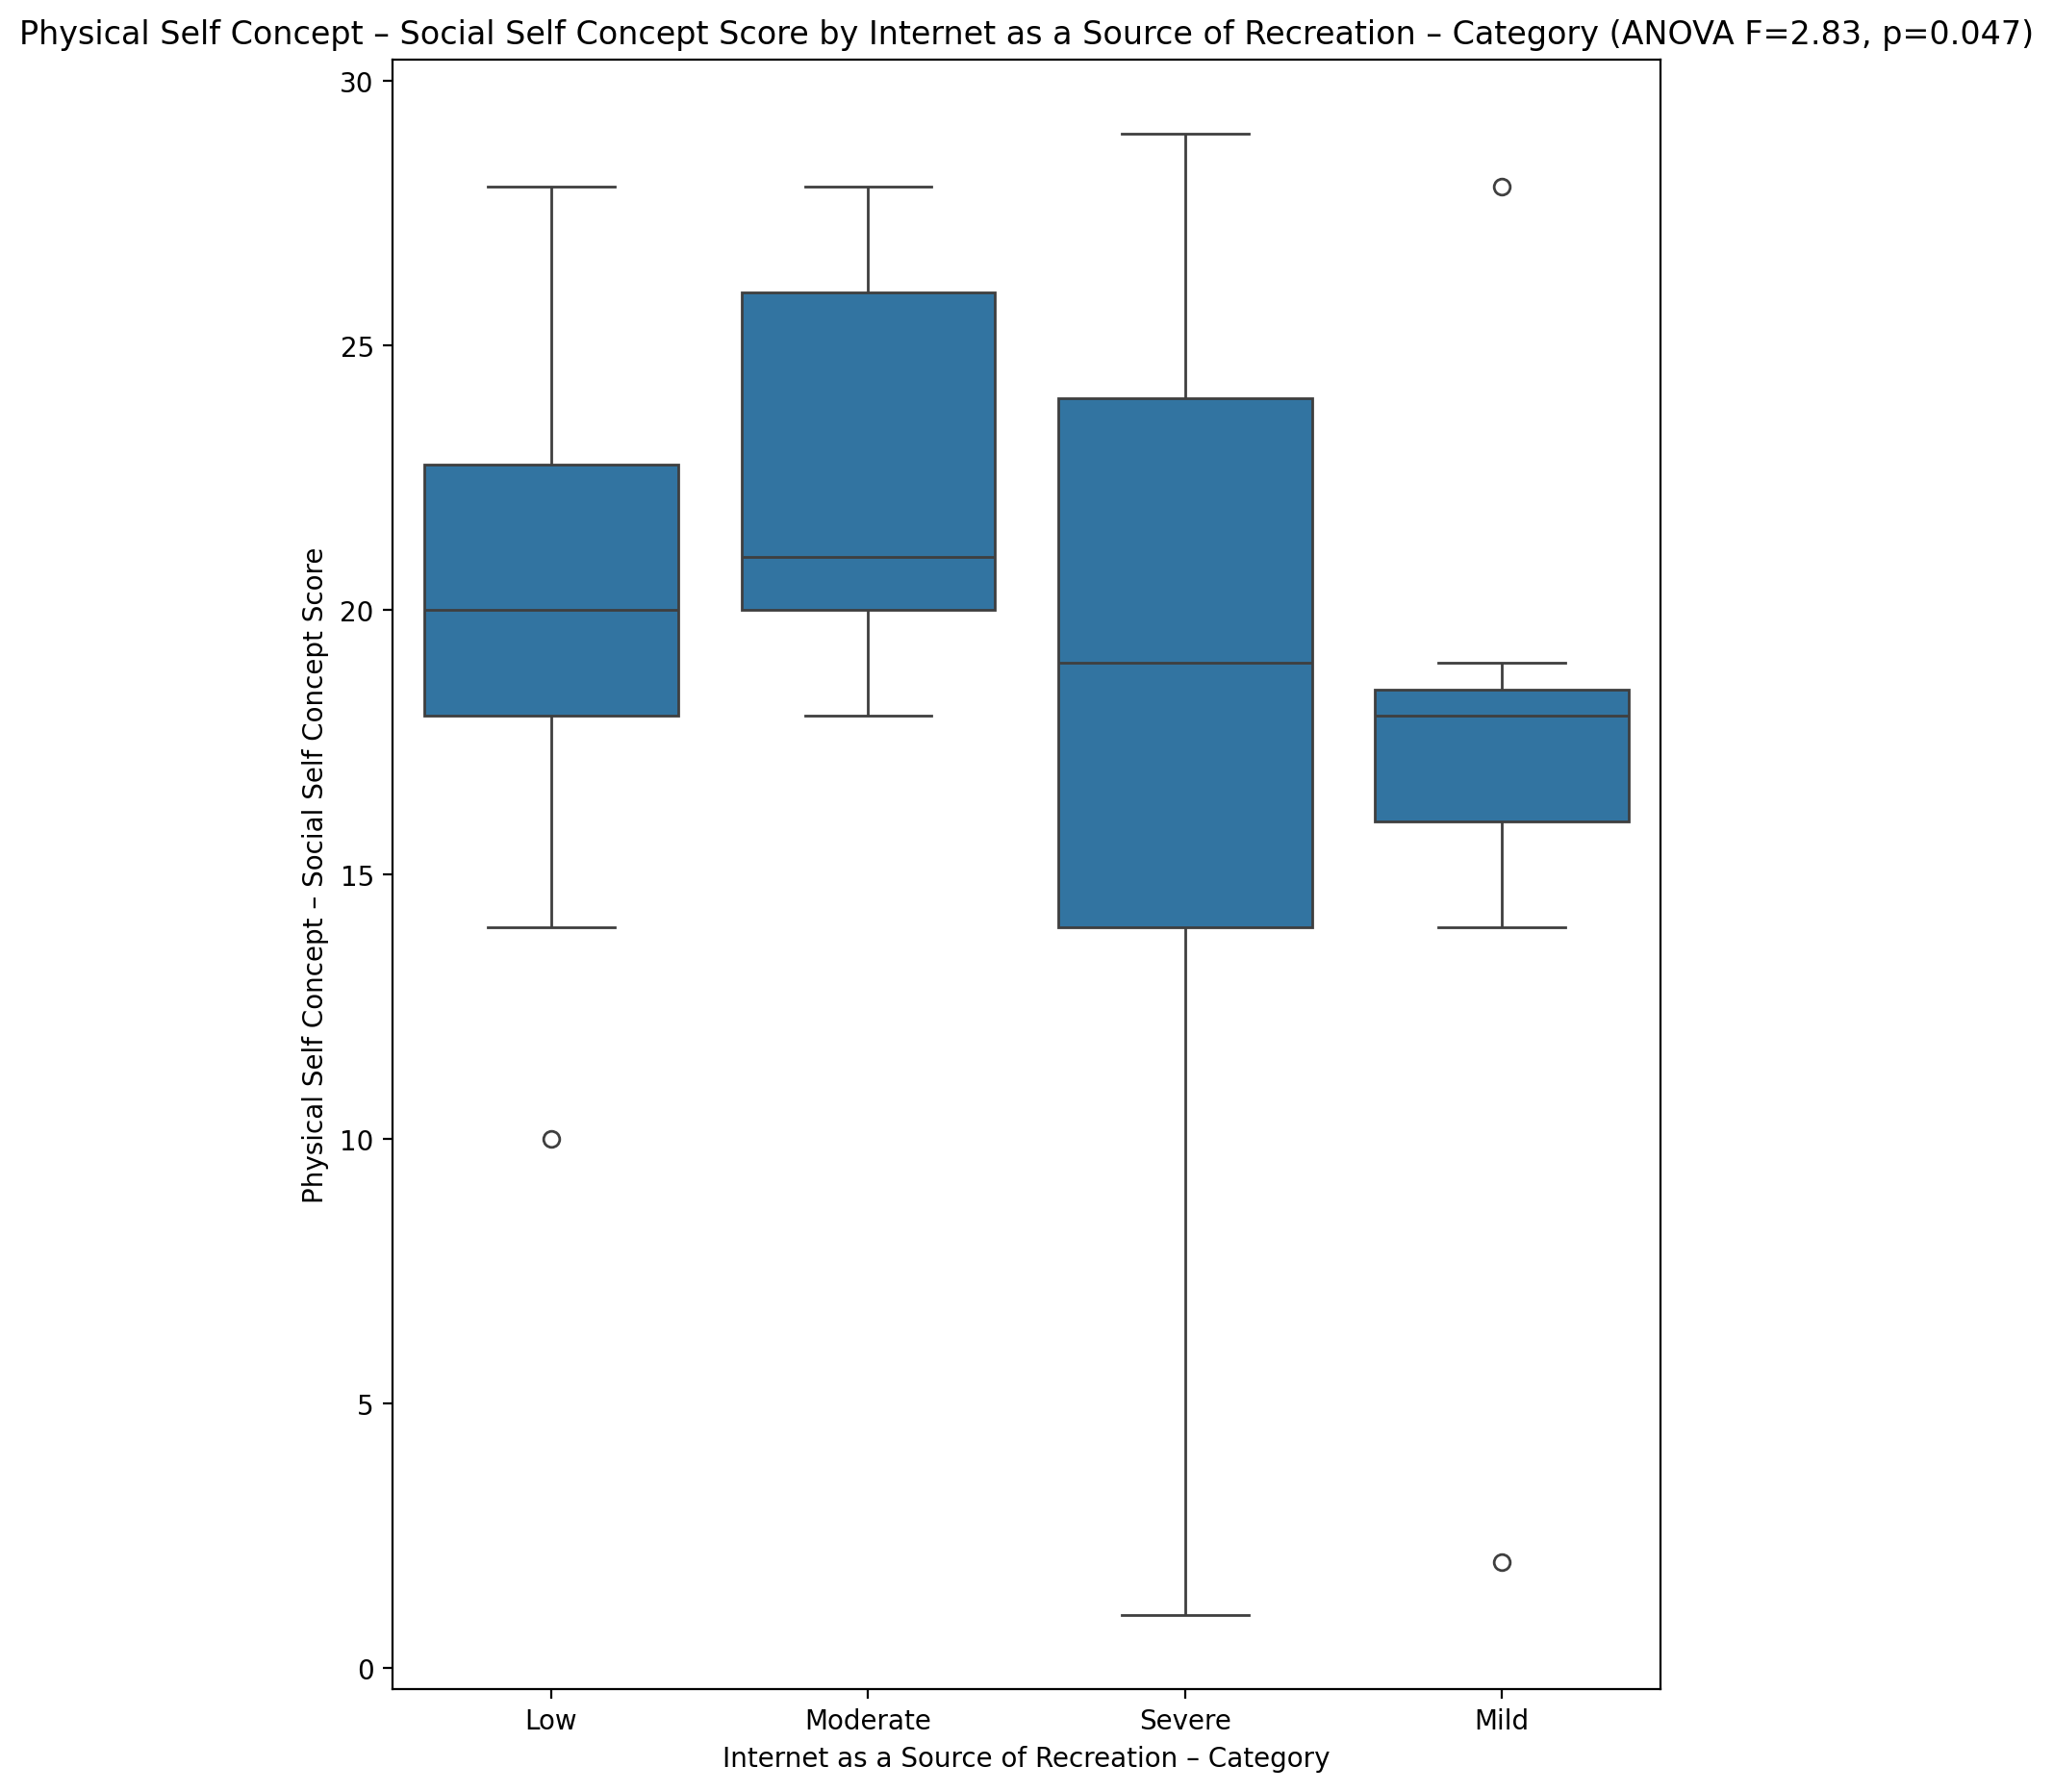 Physical Self Concept – Social Self Concept Score by Internet as a Source of Recreation – Category (ANOVA F=2.83, p=0.047)
Physical Self Concept – Social Self Concept Score
30
25
20
15
10
5
0
Low Moderate Severe Mild
Internet as a Source of Recreation – Category